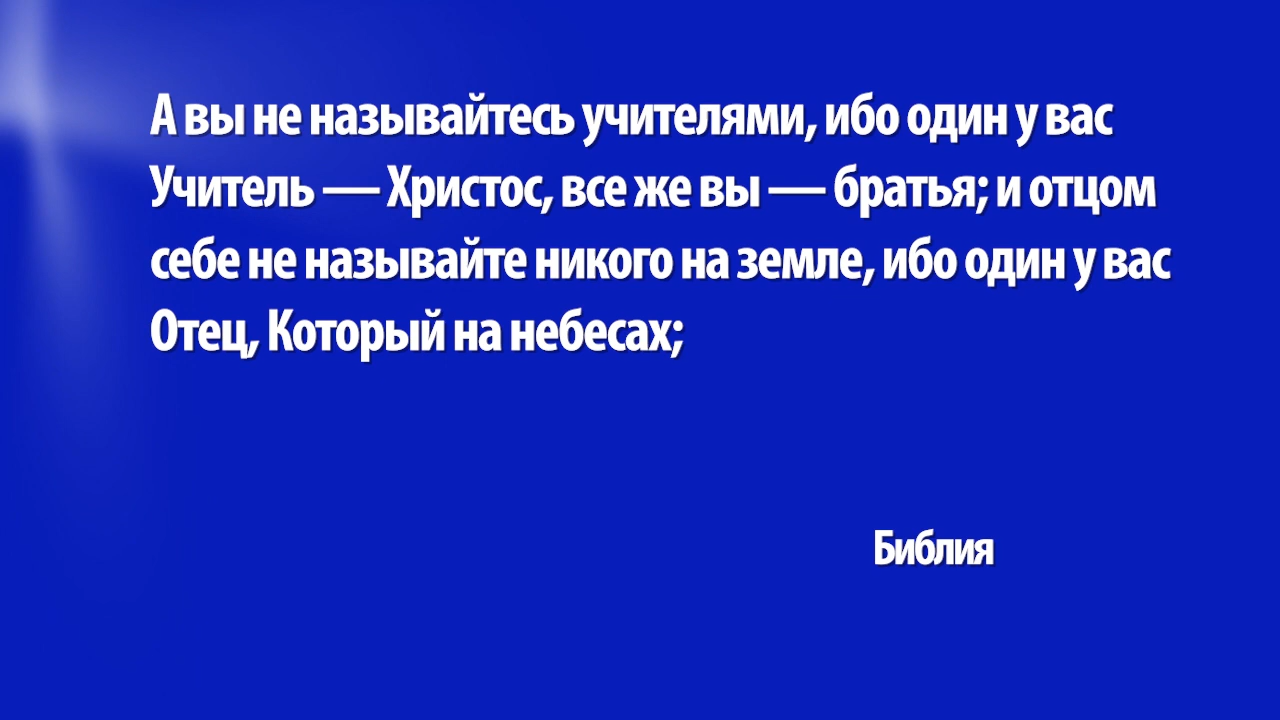 А вы не называйтесь учителями, ибо один у вас
Учитель — Христос, все же вы — братья; и отцом
себе не называйте никого на земле, ибо один у вас
Отец, Который на небесах;
Библия